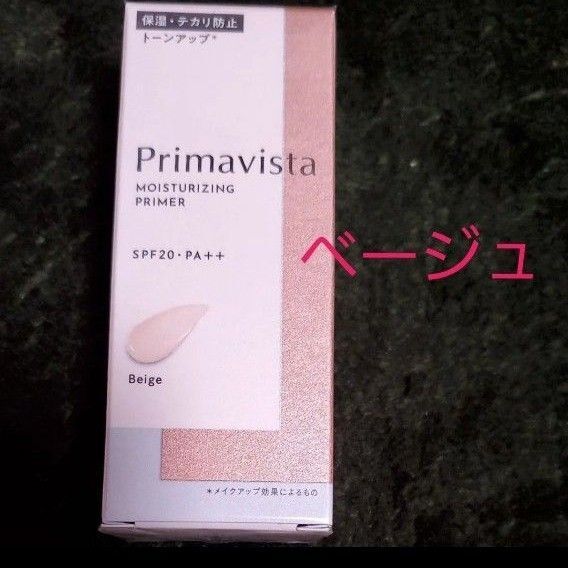 保湿・テカリ防止
トーンアップ*
Primavista
MOISTURIZING
PRIMER
SPF20・PA++
ベージュ
Beige
*メイクアップ効果によるもの